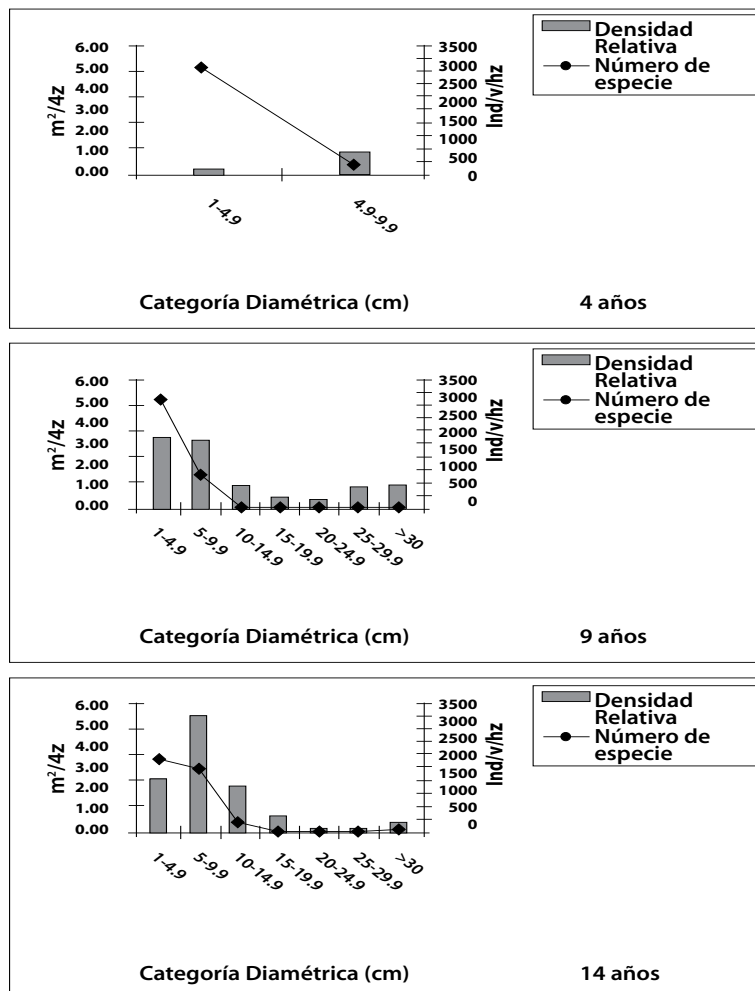 6.00
5.00
4.00
3.00
2.00
1.00
0.00
m²/4z
3500
3000
2500
2000
1500
1000
500
0
Ind/v/hz
Densidad
Relativa
Número de
especie
1-4.9
4.9-9.9
Categoría Diamétrica (cm)
4 años
6.00
5.00
4.00
3.00
2.00
1.00
0.00
m²/4z
3500
3000
2500
2000
1500
1000
500
0
Ind/v/hz
Densidad
Relativa
Número de
especie
1-4.9
5-9.9
10-14.9
15-19.9
20-24.9
25-29.9
>30
Categoría Diamétrica (cm)
9 años
6.00
5.00
4.00
3.00
2.00
1.00
0.00
m²/4z
3500
3000
2500
2000
1500
1000
500
0
Ind/v/hz
Densidad
Relativa
Número de
especie
1-4.9
5-9.9
10-14.9
15-19.9
20-24.9
25-29.9
>30
Categoría Diamétrica (cm)
14 años